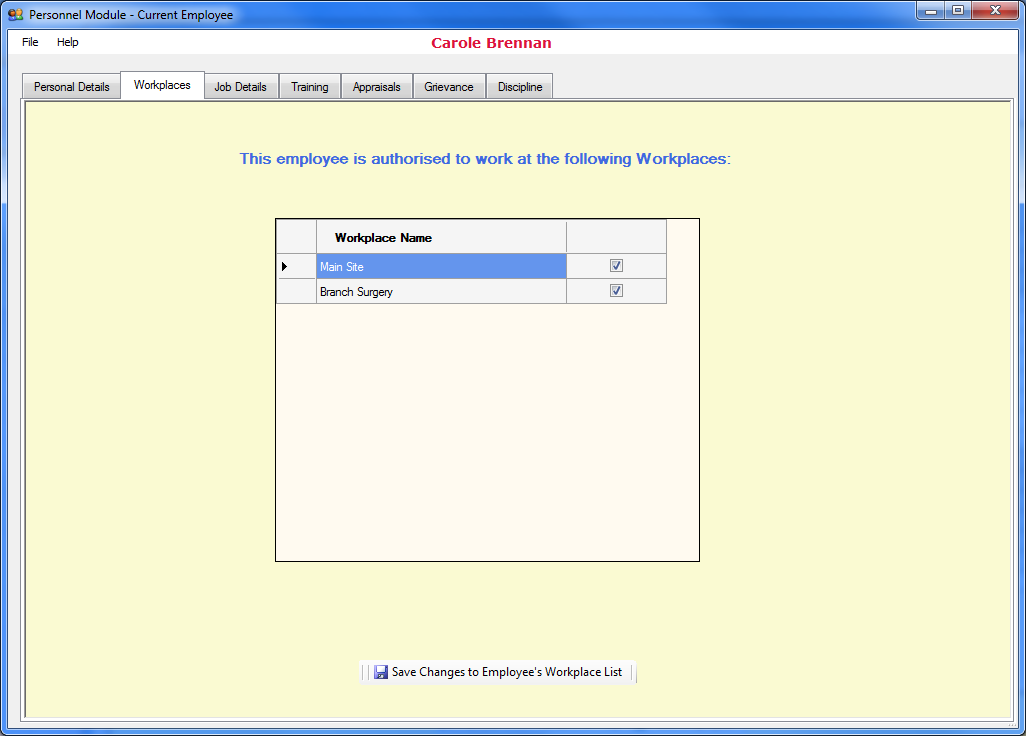 Personnel Module - Current Employee
File Help
Carole Brennan
Personal Details Workplaces Job Details Training Appraisals Grievance Discipline
This employee is authorised to work at the following Workplaces:
Workplace Name
Main Site
Branch Surgery
Save Changes to Employee's Workplace List